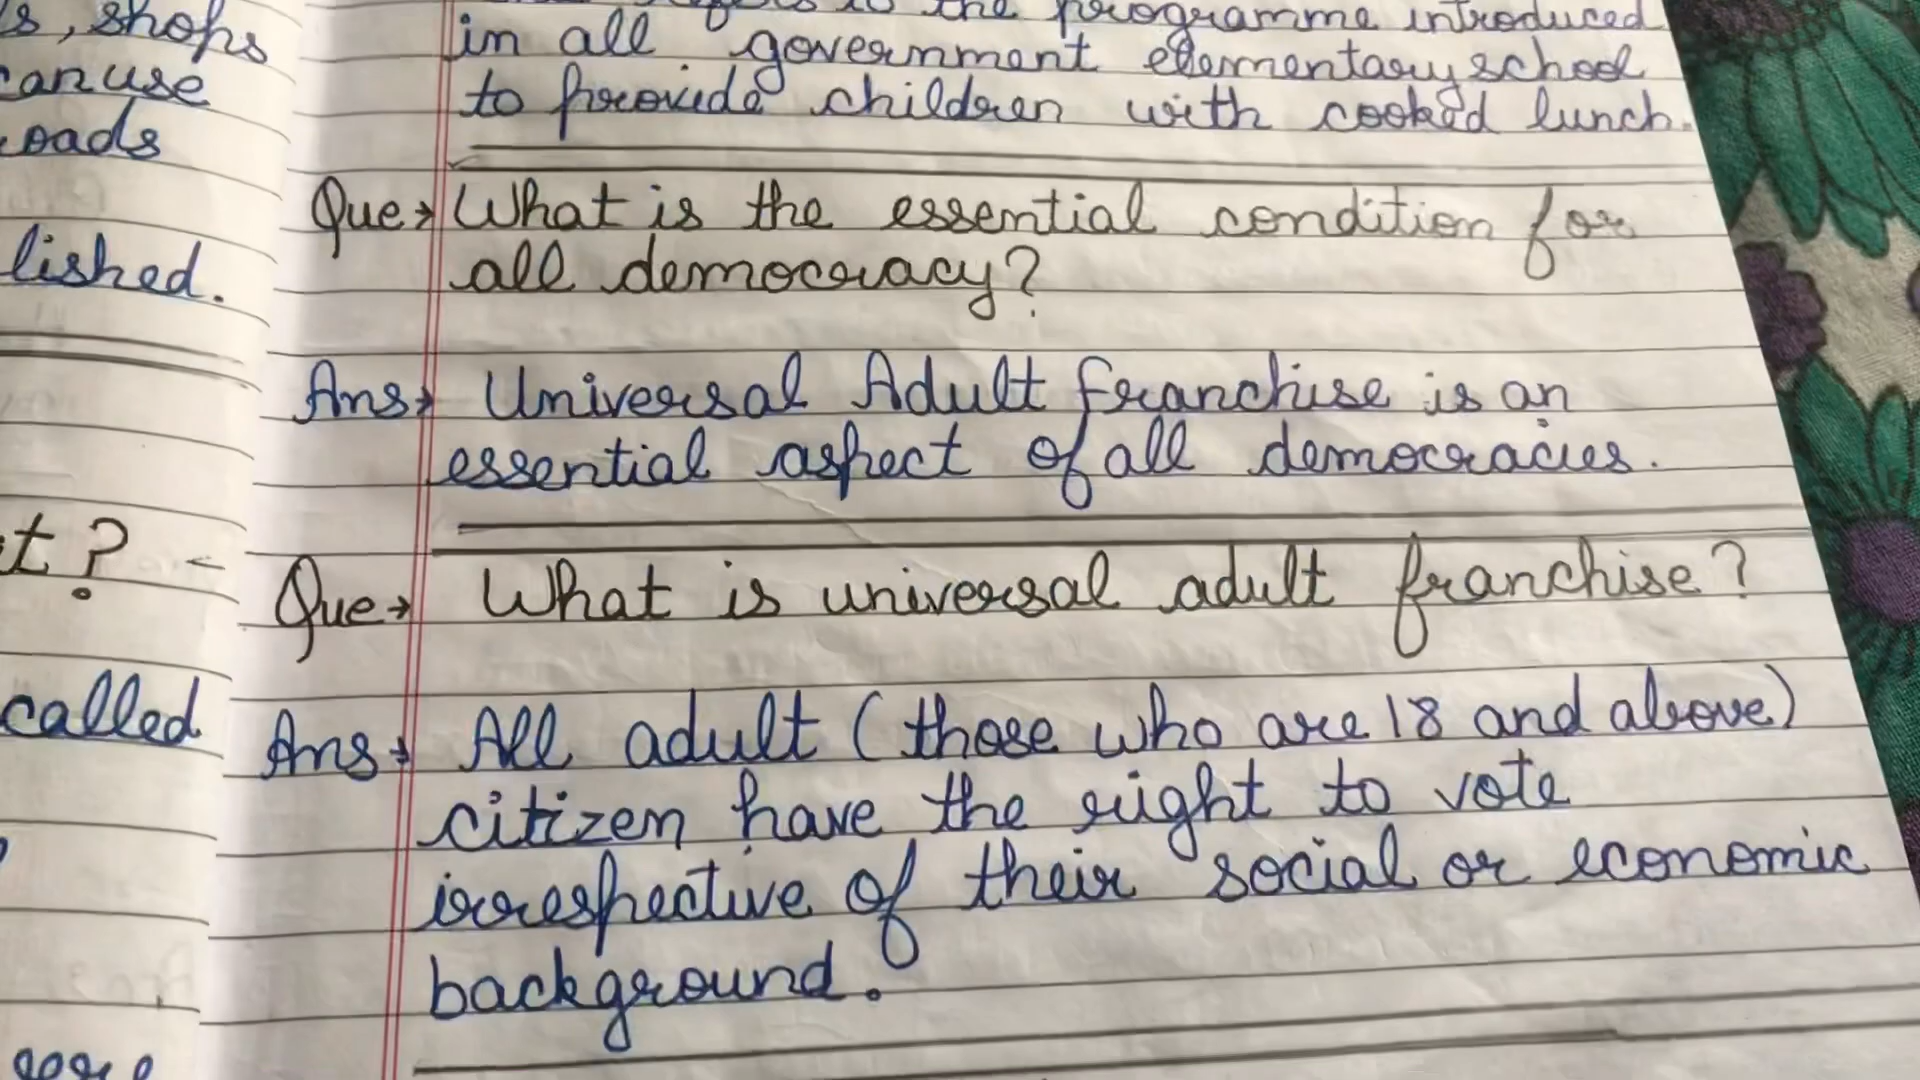 s, shops
can use
roads
lished.
t?
called
to the programme introduced
in all government elementary school
to provide children with cooked lunch.
Que→ What is the essential condition for
all democracy?
Ans→ Universal Adult franchise is an
essential aspect of all democracies.
Que→ What is universal adult franchise?
Ans→ All adult (those who are 18 and above)
citizen have the right to vote
irrespective of their social or economic
background.